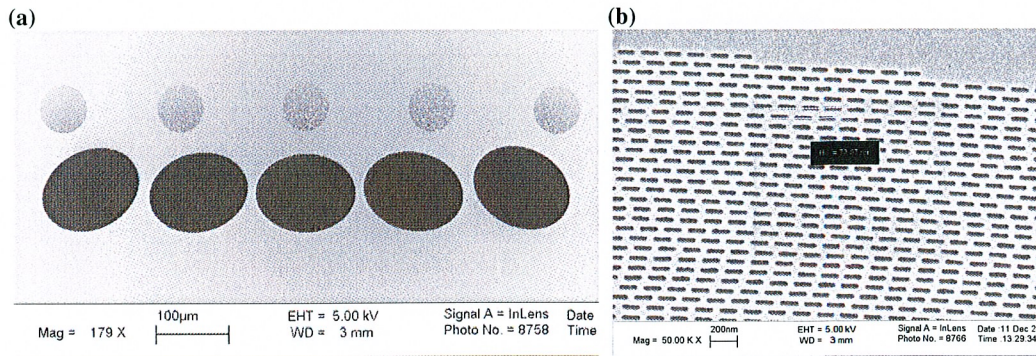 (a)
(b)
100µm
Mag = 179 X
EHT = 5.00 kV
WD = 3 mm
Signal A = InLens
Photo No. = 8758
Date
Time
200nm
Mag = 50.00 K X
EHT = 5.00 kV
WD = 3 mm
Signal A = InLens
Photo No. = 8766
Date :11 Dec 2
Time :13:29: